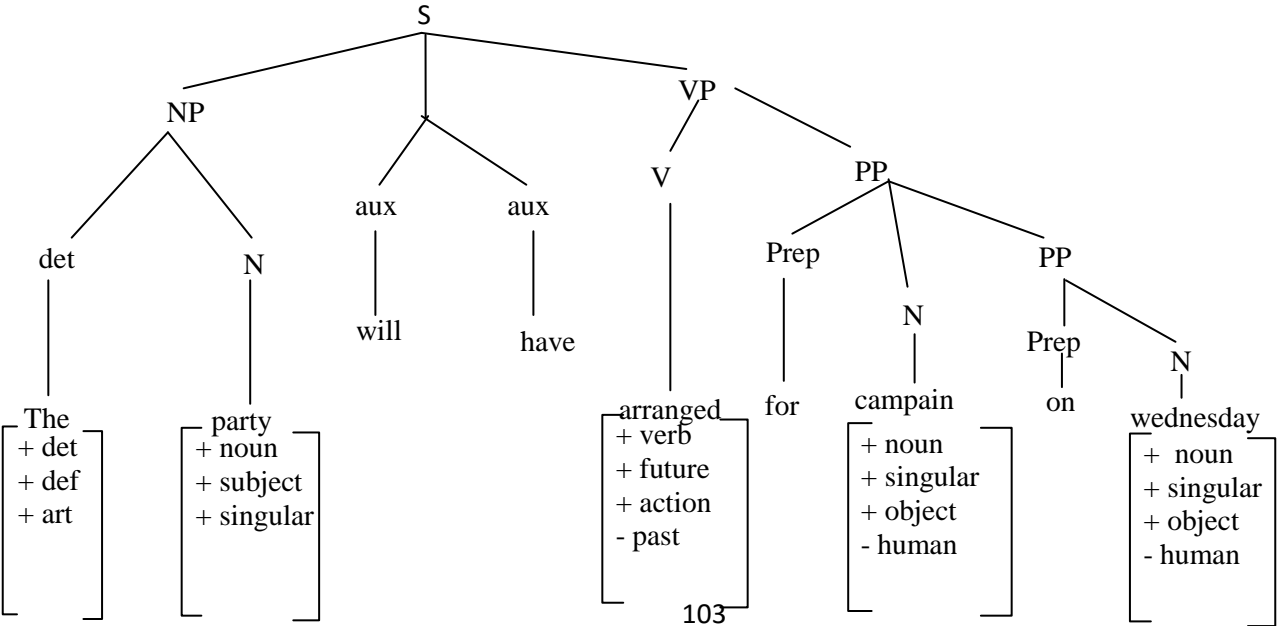 S
NP
VP
V
PP
aux
aux
det
N
Prep
PP
N
will
have
Prep
N
The
party
arranged
for
campain
on
wednesday
+ det
+ def
+ art
+ noun
+ subject
+ singular
+ verb
+ future
+ action
- past
+ noun
+ singular
+ object
- human
+ noun
+ singular
+ object
- human
103